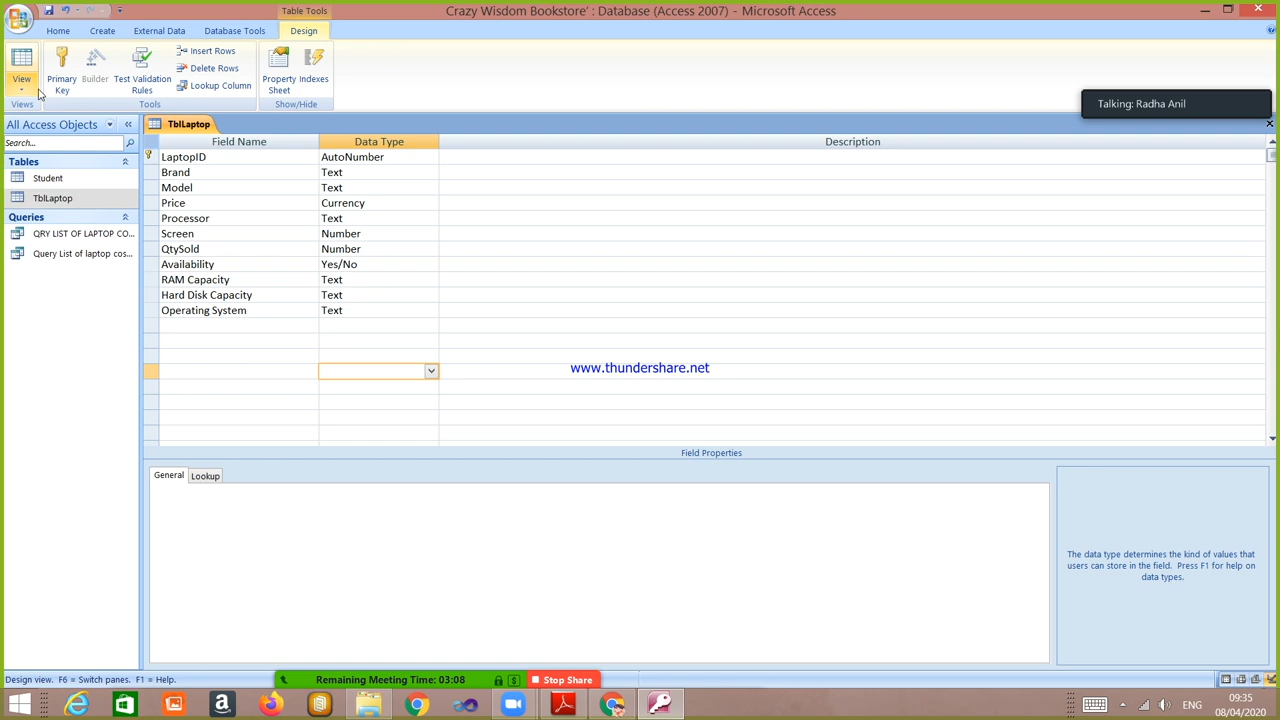 Table Tools
Crazy Wisdom Bookstore' : Database (Access 2007) - Microsoft Access
Home
Create
External Data
Database Tools
Design
View
Primary Key
Builder
Test Validation Rules
Insert Rows
Delete Rows
Lookup Column
Property Sheet
Indexes
Views
Tools
Show/Hide
Talking: Radha Anil
All Access Objects
Search...
Tables
Student
TblLaptop
Queries
QRY LIST OF LAPTOP CO...
Query List of laptop cos...
TblLaptop
Field Name Data Type Description
LaptopID AutoNumber
Brand Text
Model Text
Price Currency
Processor Text
Screen Number
QtySold Number
Availability Yes/No
RAM Capacity Text
Hard Disk Capacity Text
Operating System Text
www.thundershare.net
Field Properties
General
Lookup
The data type determines the kind of values that
users can store in the field. Press F1 for help on
data types.
Design view. F6 = Switch panes. F1 = Help.
Remaining Meeting Time: 03:08
Stop Share
ENG
09:35
08/04/2020